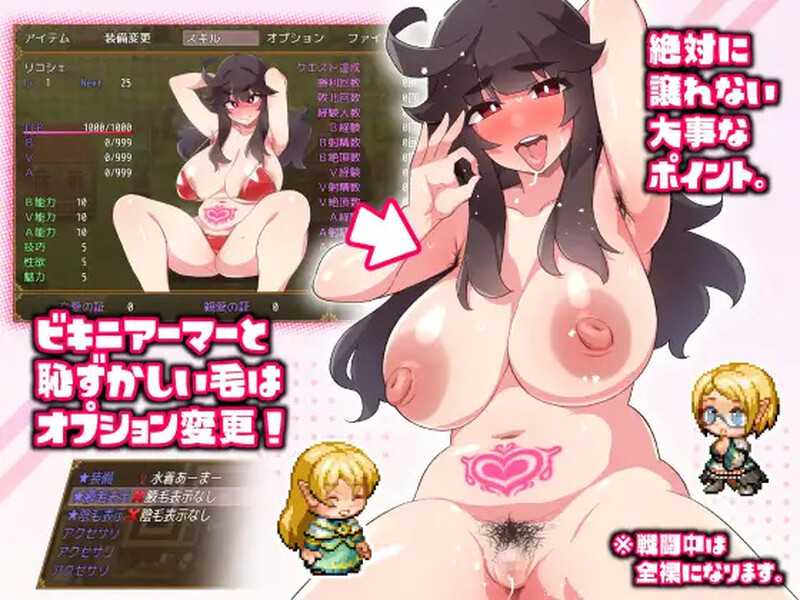 アイテム 装備変更 スキル オプション ファイ
リコシェ
Lv 1 Next 25
1000/1000
B 0/999
V 0/999
A 0/999
B能力 10
V能力 10
A能力 10
技巧 5
性欲 5
魅力 5
クエスト達成
勝利回数
敗北回数
経験人数
B経験
B射精数
B絶頂数
V経験
V射精数
V絶頂数
A経
A射
絶対に
譲れない
大事な
ポイント。
ビキニアーマーと
恥ずかしい毛は
オプション変更!
★装備 水着あーまー
腋毛表示なし
★陰毛表示 陰毛表示なし
アクセサリ
アクセサリ
アクセサリ
※戦闘中は
全裸になります。